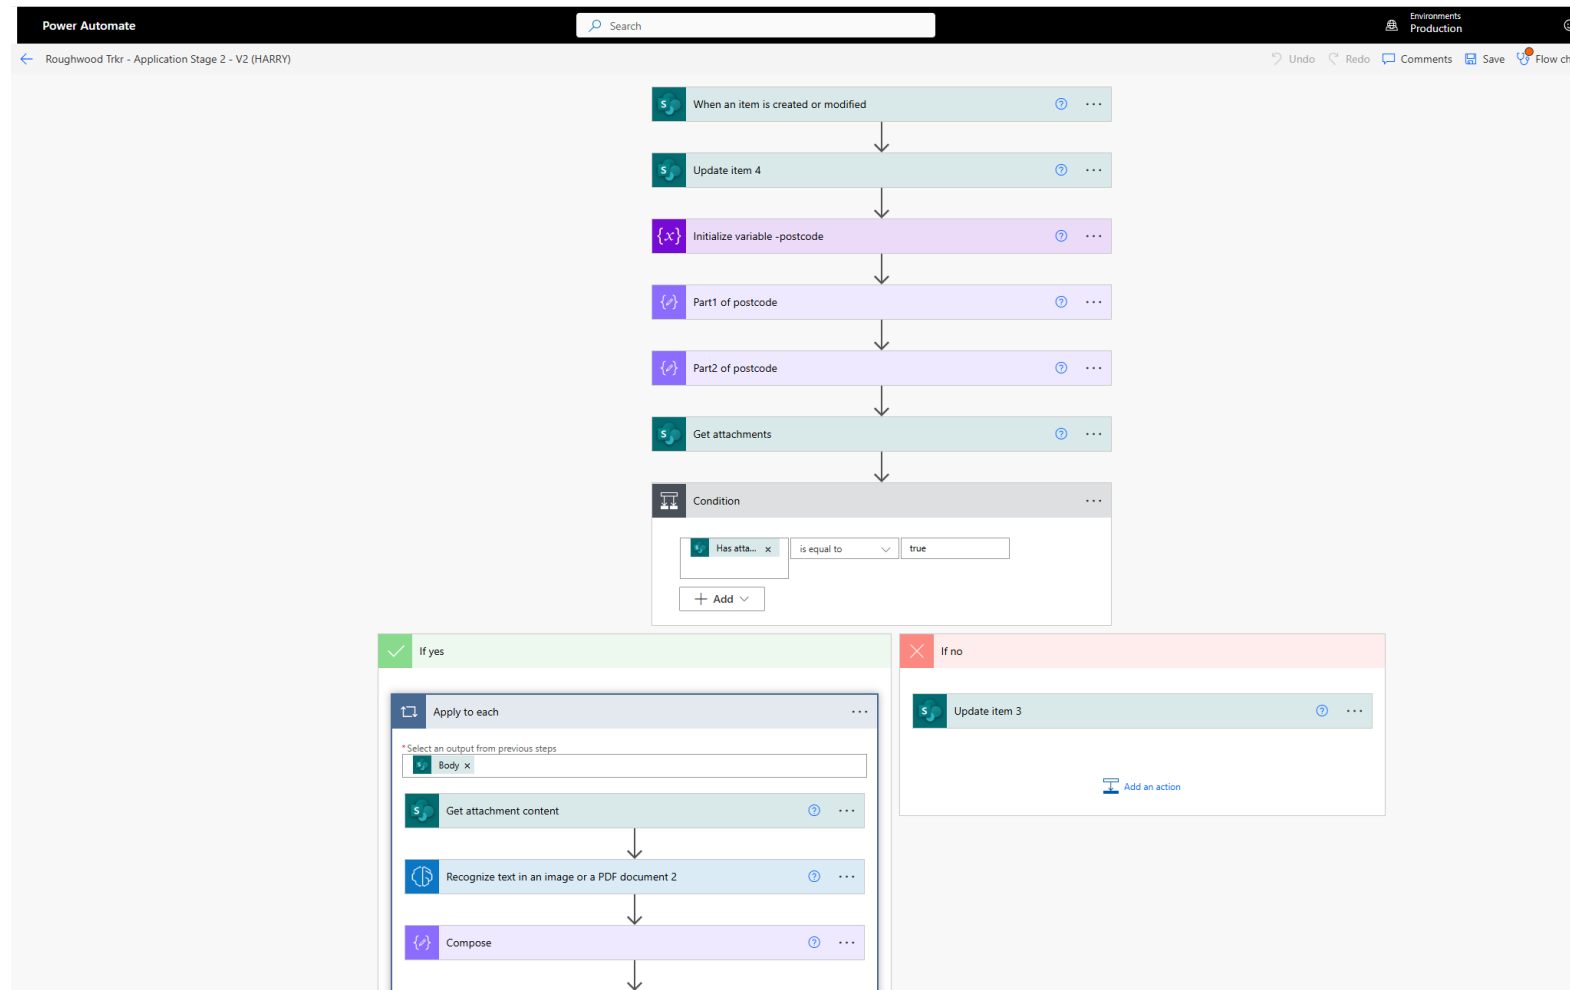 Power Automate
Search
Environments
Production
Roughwood Trkr - Application Stage 2 - V2 (HARRY)
Undo
Redo
Comments
Save
Flow ch
When an item is created or modified
Update item 4
{x} Initialize variable -postcode
Part1 of postcode
Part2 of postcode
Get attachments
Condition
Has atta... x
is equal to
true
+ Add
If yes
If no
Apply to each
Update item 3
* Select an output from previous steps
Body x
Add an action
Get attachment content
Recognize text in an image or a PDF document 2
Compose